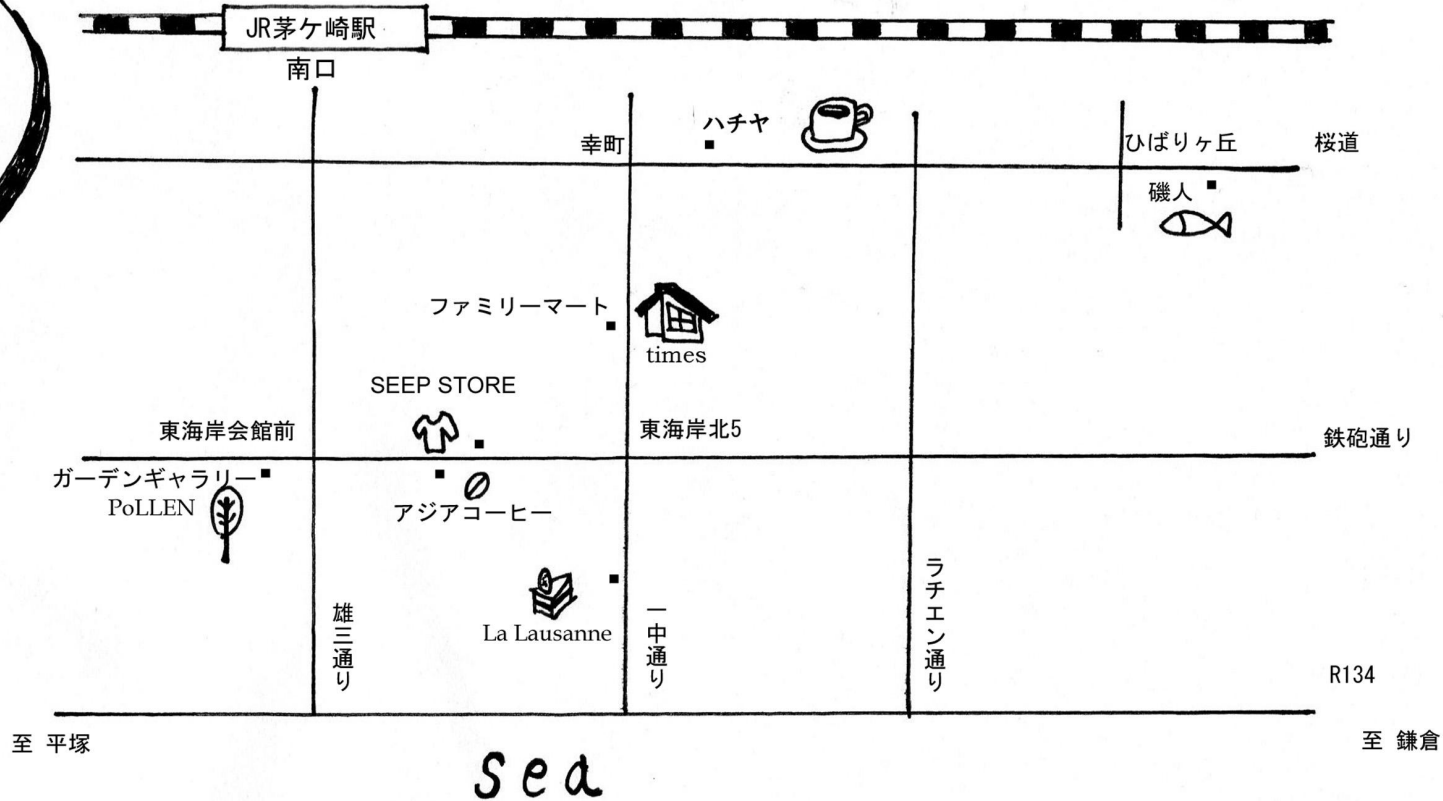 JR茅ケ崎駅
南口
幸町
ハチヤ
ひばりヶ丘
桜道
磯人
ファミリーマート
times
SEEP STORE
東海岸会館前
東海岸北5
鉄砲通り
ガーデンギャラリー
PoLLEN
アジアコーヒー
La Lausanne
雄三通り
一中通り
ラチエン通り
R134
至 平塚
至 鎌倉
sea